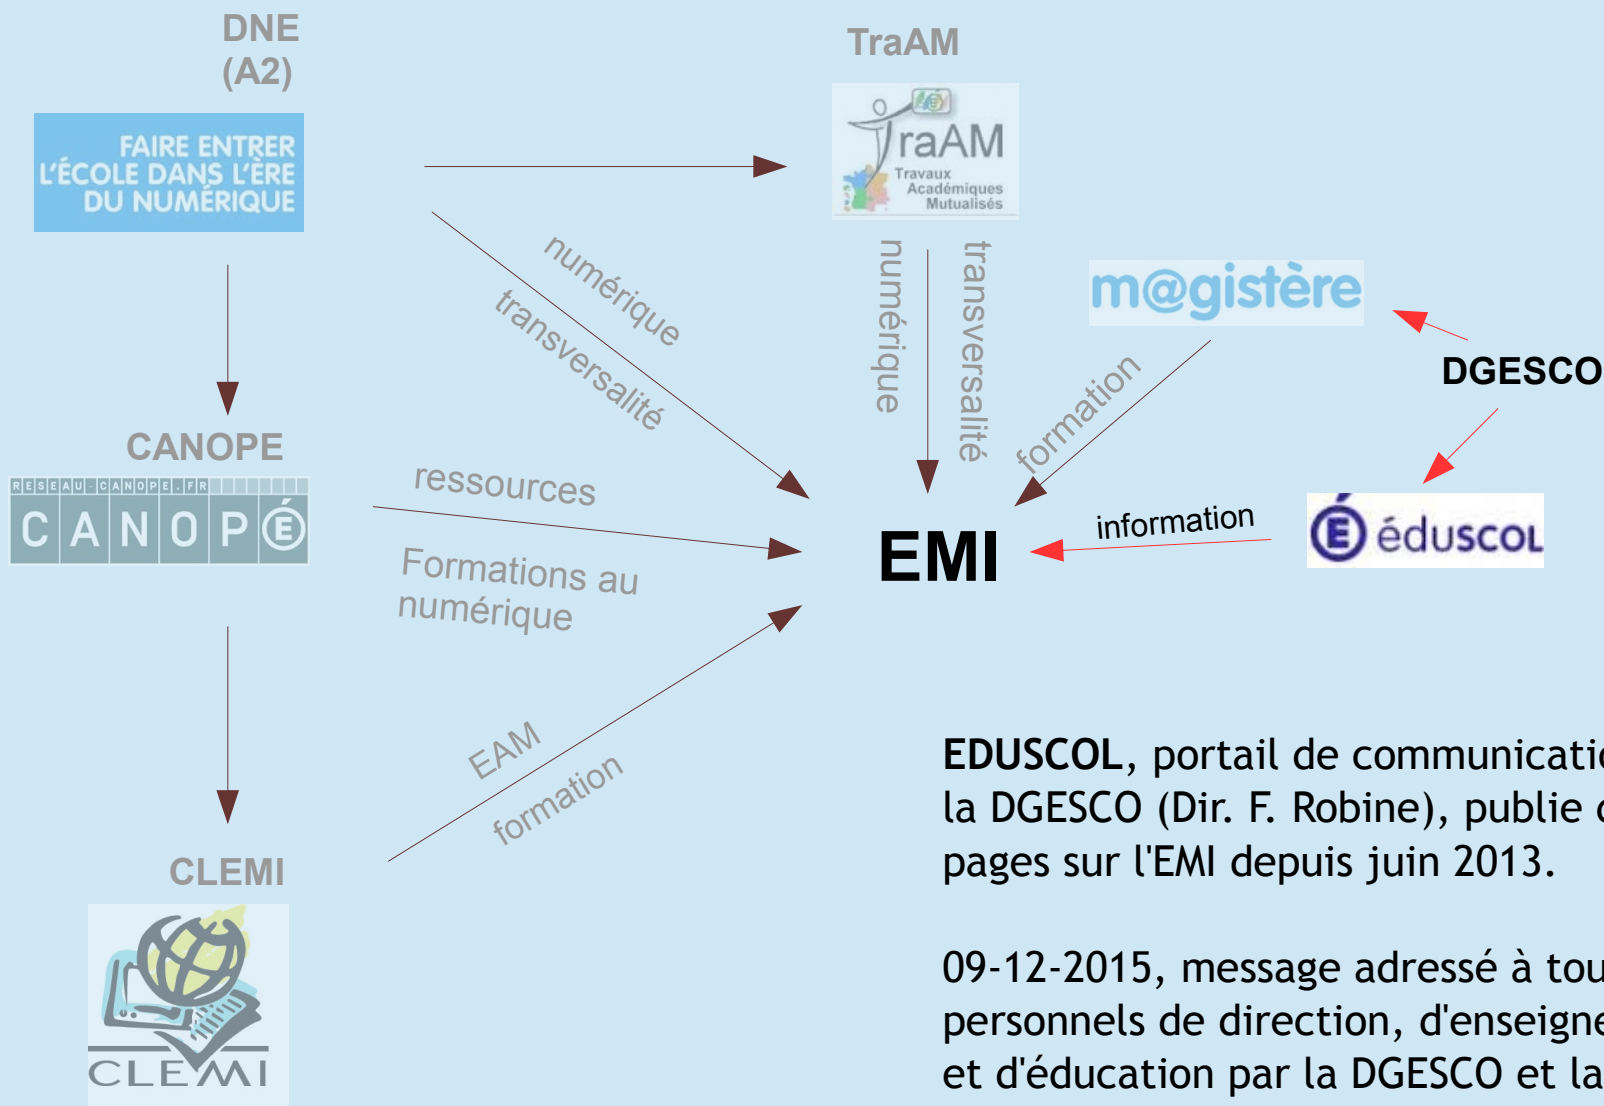 DNE
(A2)
FAIRE ENTRER
L'ÉCOLE DANS L'ÈRE
DU NUMÉRIQUE
TraAM
TraAM
Travaux
Académiques
Mutualisés
numérique
transversalité
numérique
transversalité
m@gistère
formation
DGESCO
CANOPE
RESEAU-CANOPE.FR
CANOPÉ
ressources
Formations au
numérique
EMI
information
É éduscol
EAM
formation
CLEMI
CLEMI
EDUSCOL, portail de communicatio
la DGESCO (Dir. F. Robine), publie
pages sur l'EMI depuis juin 2013.
09-12-2015, message adressé à tou
personnels de direction, d'enseigne
et d'éducation par la DGESCO et la